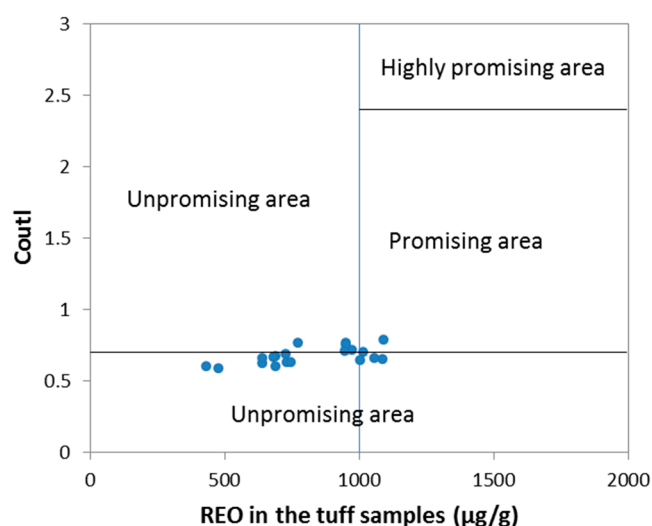 3
Highly promising area
2.5
2
Unpromising area
1.5
Promising area
Coutl
1
0.5
Unpromising area
0
0
500
1000
1500
2000
REO in the tuff samples (µg/g)